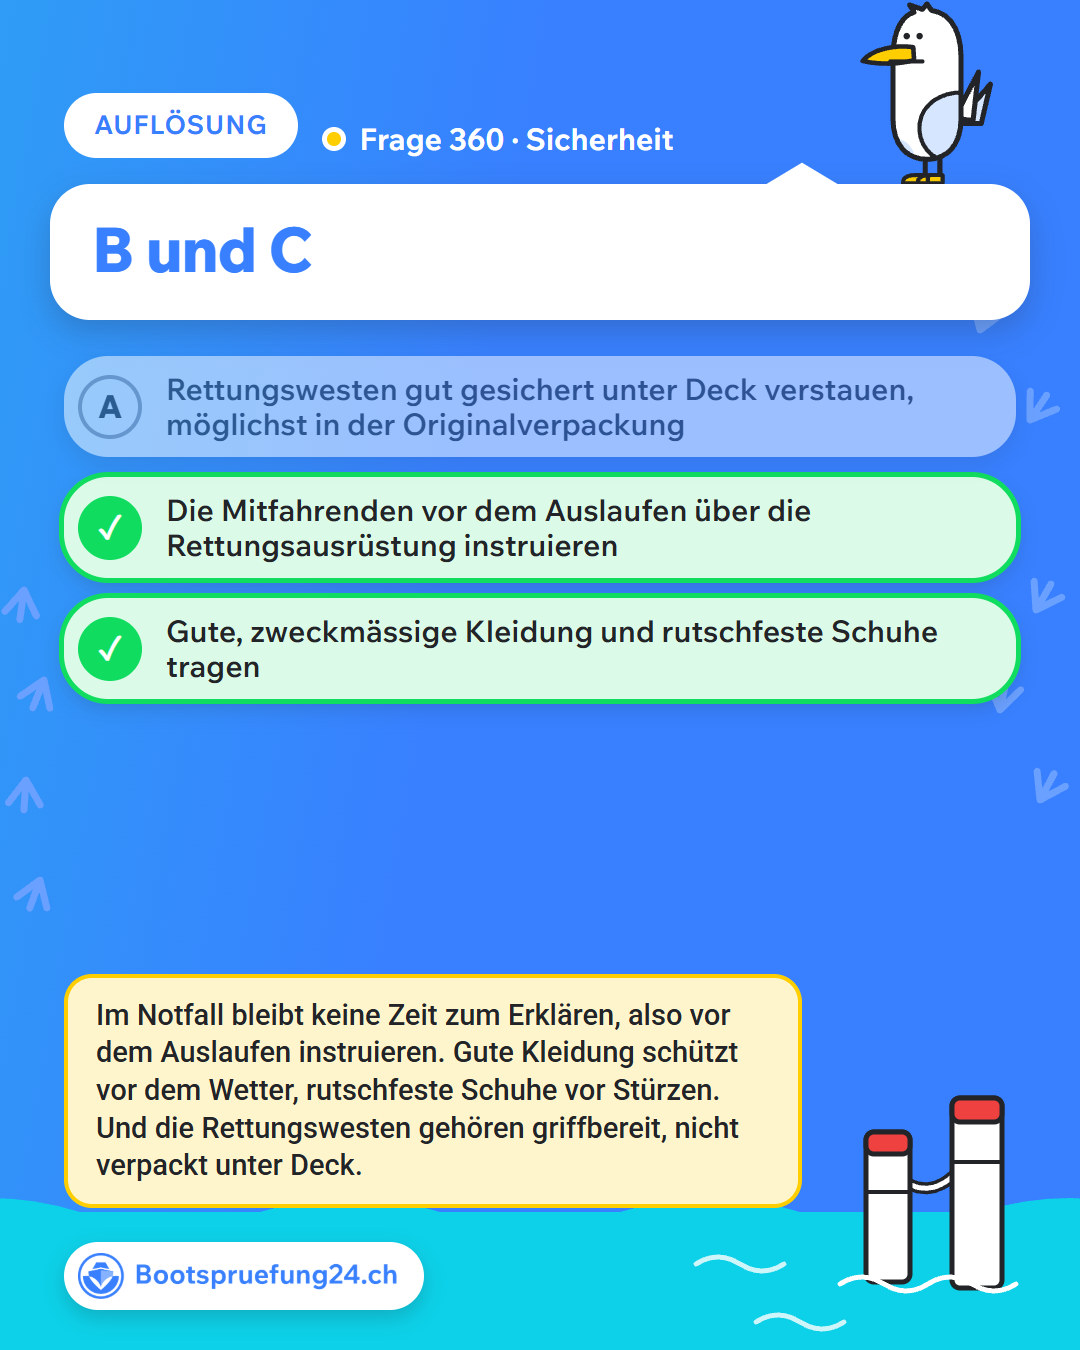 AUFLÖSUNG
Frage 360 · Sicherheit
B und C
A
Rettungswesten gut gesichert unter Deck verstauen,
möglichst in der Originalverpackung
Die Mitfahrenden vor dem Auslaufen über die
Rettungsausrüstung instruieren
Gute, zweckmässige Kleidung und rutschfeste Schuhe
tragen
Im Notfall bleibt keine Zeit zum Erklären, also vor
dem Auslaufen instruieren. Gute Kleidung schützt
vor dem Wetter, rutschfeste Schuhe vor Stürzen.
Und die Rettungswesten gehören griffbereit, nicht
verpackt unter Deck.
Bootspruefung24.ch